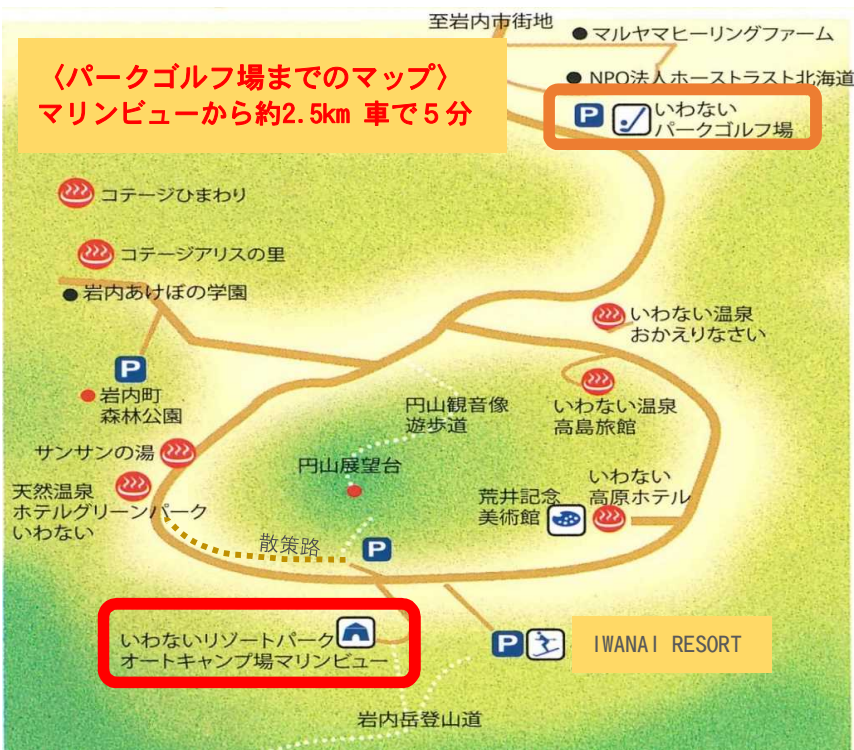 至岩内市街地
マルヤマヒーリングファーム
〈パークゴルフ場までのマップ〉
マリンビューから約2.5km 車で5分
NPO法人ホーストラスト北海道
P
いわない
パークゴルフ場
コテージひまわり
コテージアリスの里
岩内あけぼの学園
いわない温泉
おかえりなさい
P
岩内町
森林公園
円山観音像
遊歩道
いわない温泉
高島旅館
サンサンの湯
円山展望台
いわない
高原ホテル
天然温泉
ホテルグリーンパーク
いわない
荒井記念
美術館
散策路
P
いわないリゾートパーク
オートキャンプ場マリンビュー
P
IWANAI RESORT
岩内岳登山道